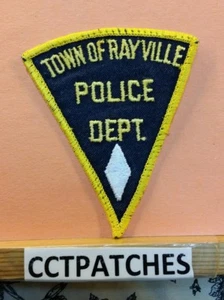 TOWN OF RAYVILLE
POLICE
DEPT.
CCTPATCHES